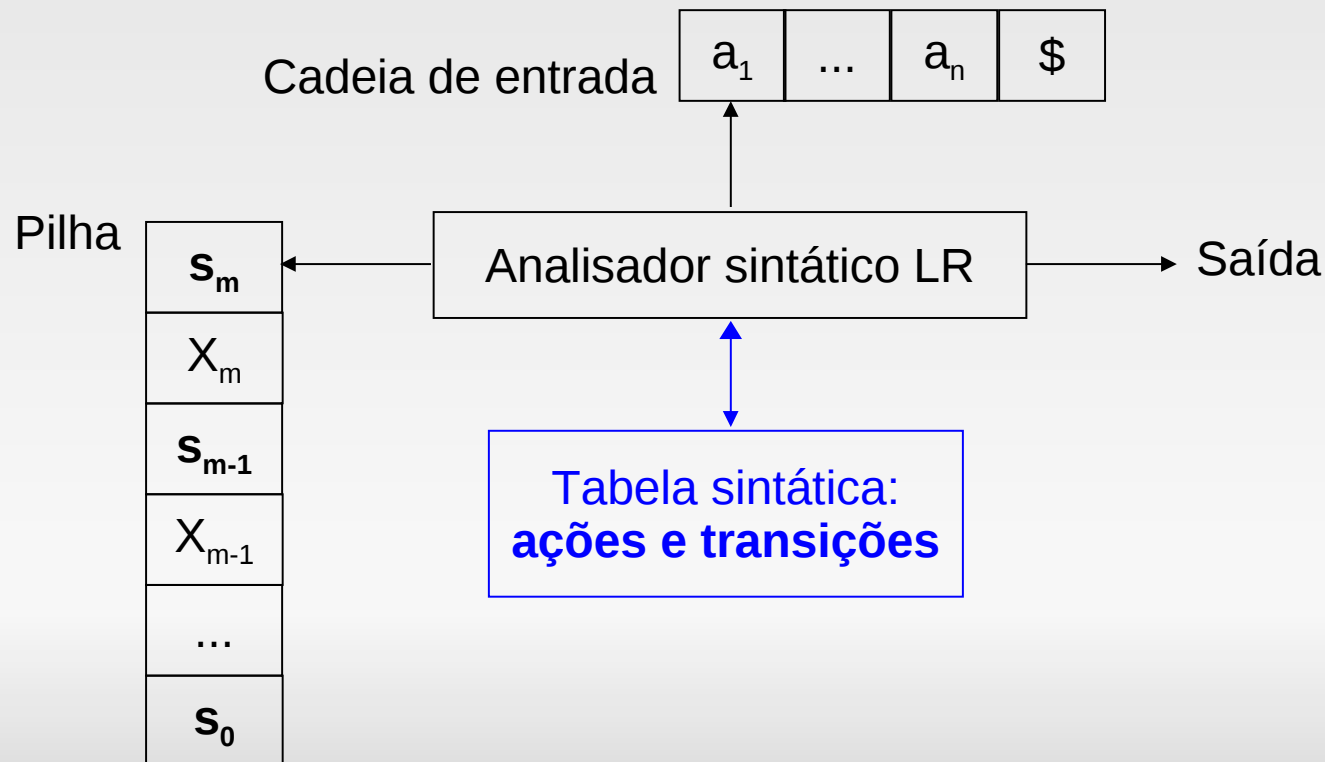 Cadeia de entrada
a₁ ... aₙ $
Pilha
Analisador sintático LR
Saída
sₘ
Xₘ
sₘ₋₁
Xₘ₋₁
...
s₀
Tabela sintática:
ações e transições